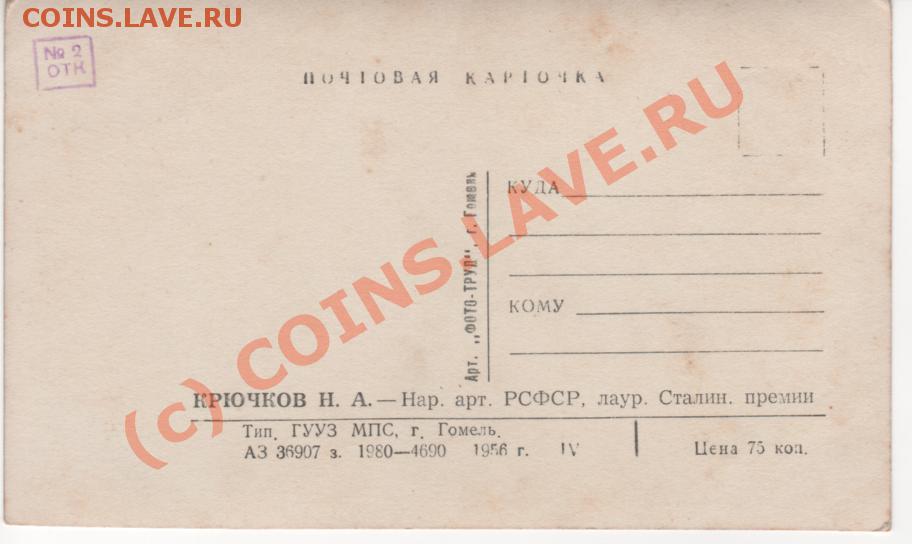 COINS.LAVE.RU
№ 2
ОТК
ПОЧТОВАЯ КАРТОЧКА
КУДА
КОМУ
Арт. „ФОТО-ТРУД", г. Гомель
КРЮЧКОВ Н. А. — Нар. арт. РСФСР, лаур. Сталин. премии
Тип. ГУУЗ МПС, г. Гомель.
АЗ 36907 з. 1980—4690 1956 г. IV
Цена 75 коп.
(c) COINS.LAVE.RU